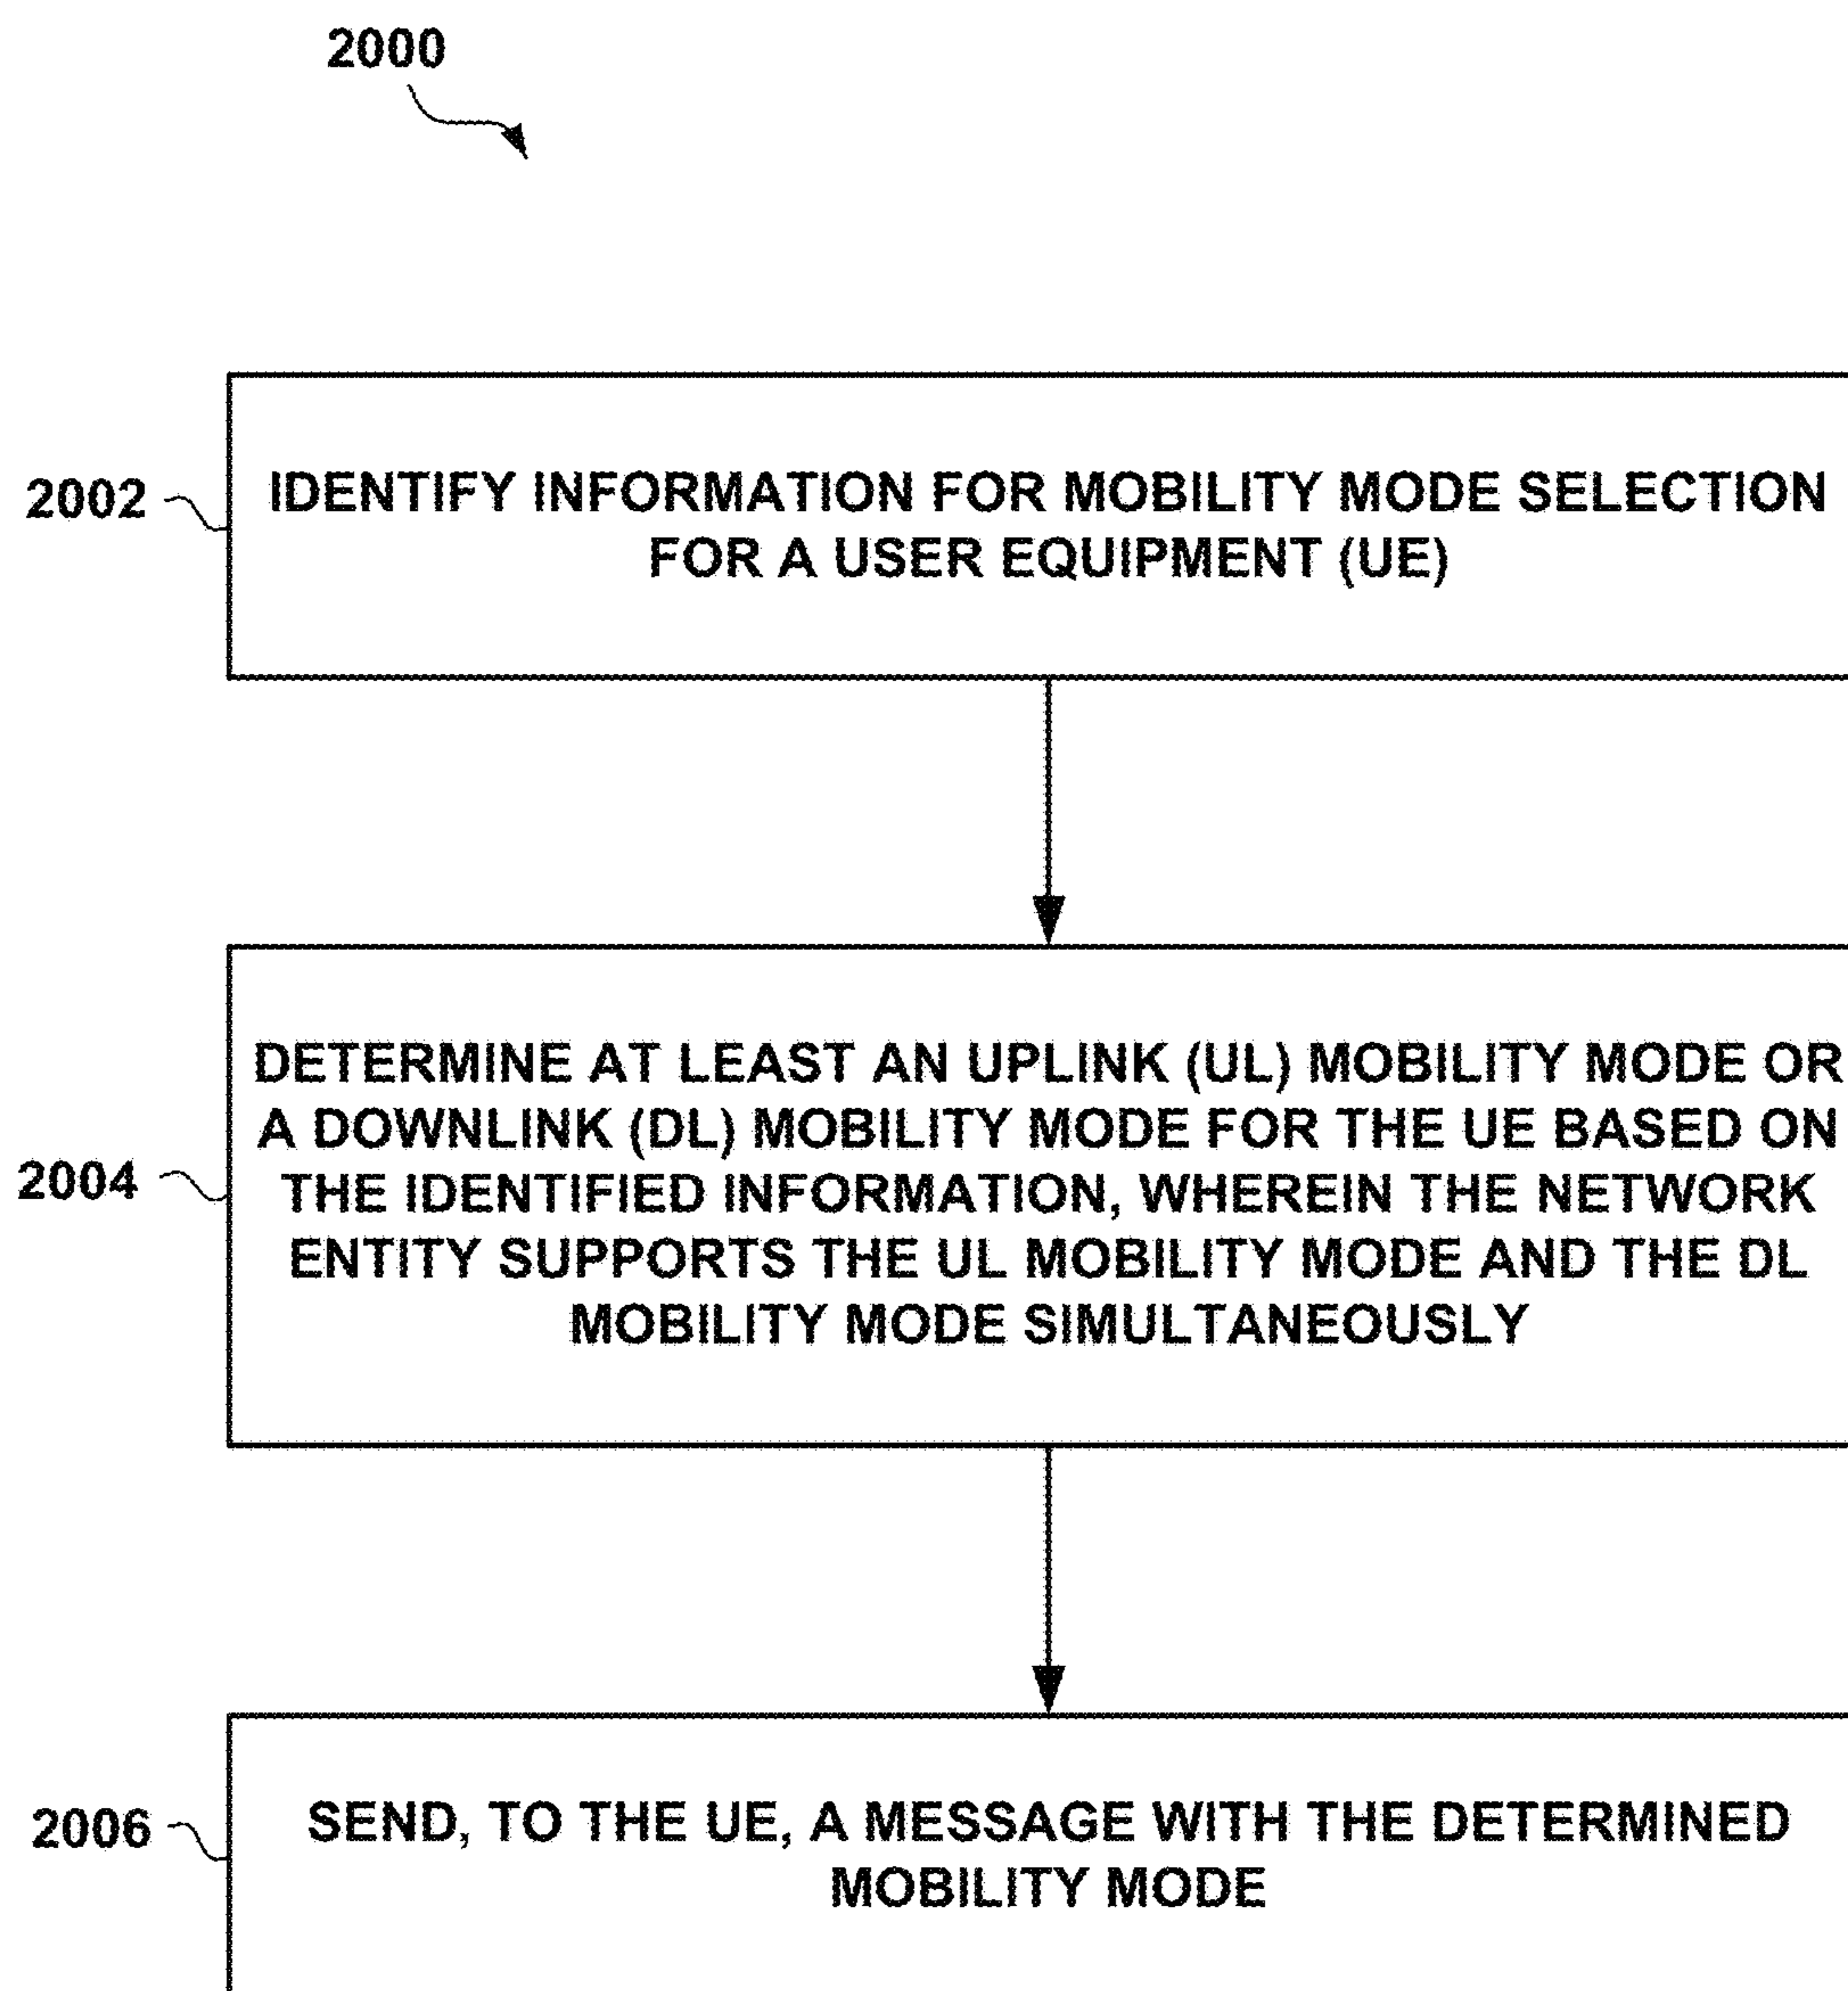 2000
2002
IDENTIFY INFORMATION FOR MOBILITY MODE SELECTION
FOR A USER EQUIPMENT (UE)
DETERMINE AT LEAST AN UPLINK (UL) MOBILITY MODE OR
A DOWNLINK (DL) MOBILITY MODE FOR THE UE BASED ON
2004
THE IDENTIFIED INFORMATION, WHEREIN THE NETWORK
ENTITY SUPPORTS THE UL MOBILITY MODE AND THE DL
MOBILITY MODE SIMULTANEOUSLY
2006
SEND, TO THE UE, A MESSAGE WITH THE DETERMINED
MOBILITY MODE